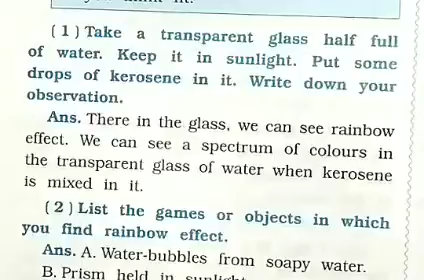 ( 1 ) Take a transparent glass half full
of water. Keep it in sunlight. Put some
drops of kerosene in it. Write down your
observation.
Ans. There in the glass, we can see rainbow
effect. We can see a spectrum of colours in
the transparent glass of water when kerosene
is mixed in it.
( 2 ) List the games or objects in which
you find rainbow effect.
Ans. A. Water-bubbles from soapy water.
B. Prism held in sunlight